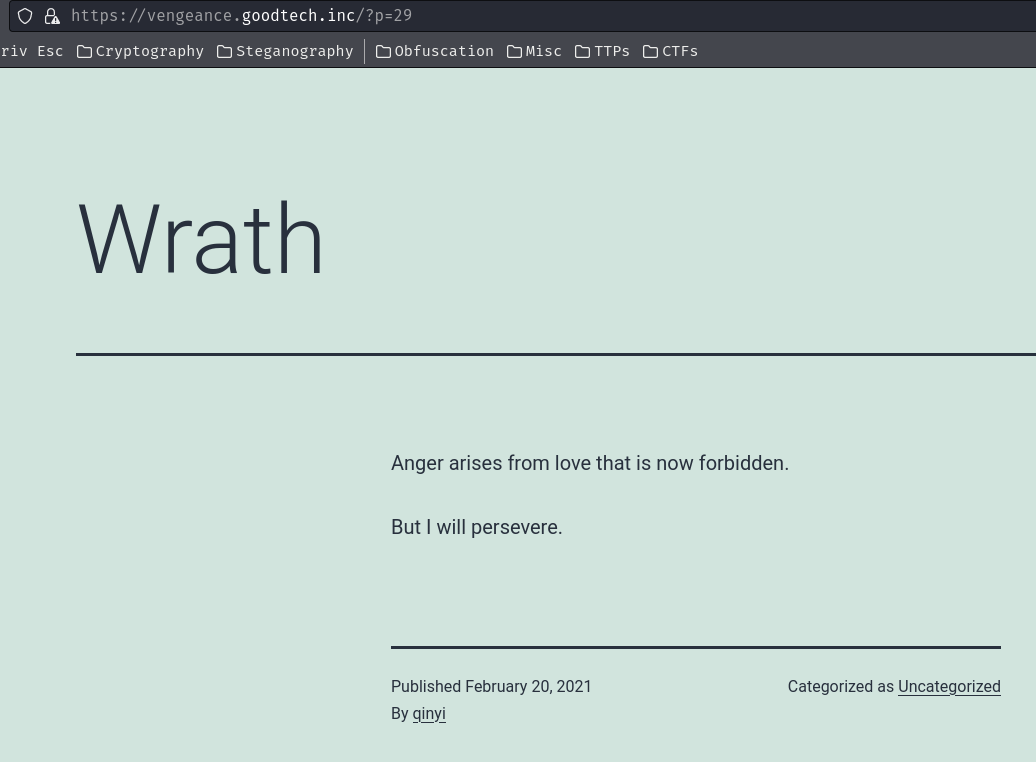 https://vengeance.goodtech.inc/?p=29
riv Esc Cryptography Steganography Obfuscation Misc TTPs CTFs
Wrath
Anger arises from love that is now forbidden.
But I will persevere.
Published February 20, 2021 Categorized as Uncategorized
By qinyi